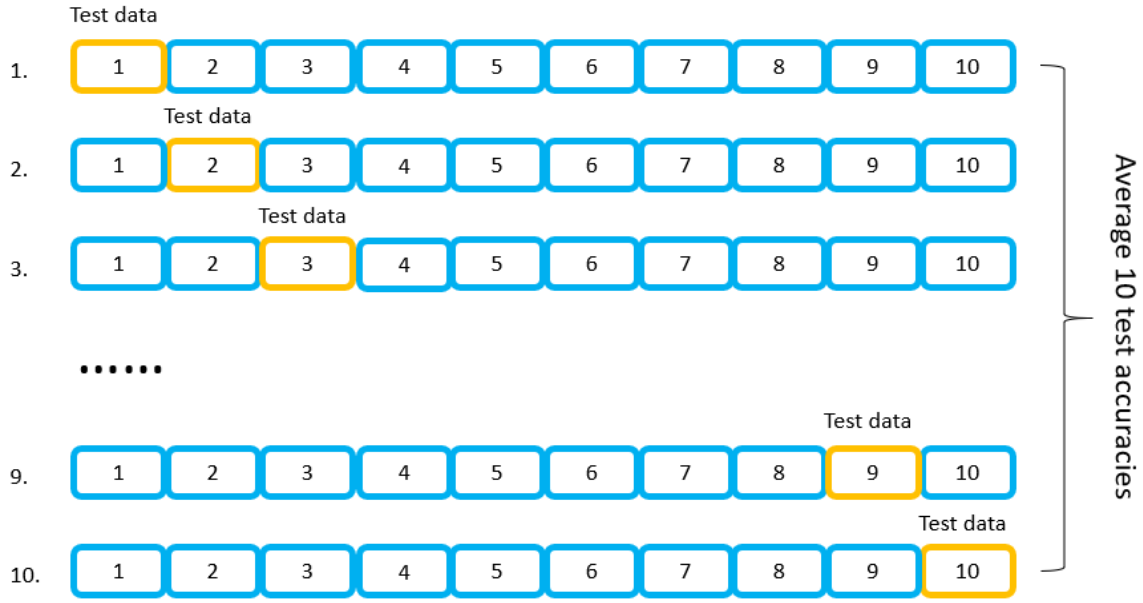 Test data
1. 1 2 3 4 5 6 7 8 9 10
Test data
2. 1 2 3 4 5 6 7 8 9 10
Test data
3. 1 2 3 4 5 6 7 8 9 10
......
Test data
9. 1 2 3 4 5 6 7 8 9 10
Test data
10. 1 2 3 4 5 6 7 8 9 10
Average 10 test accuracies